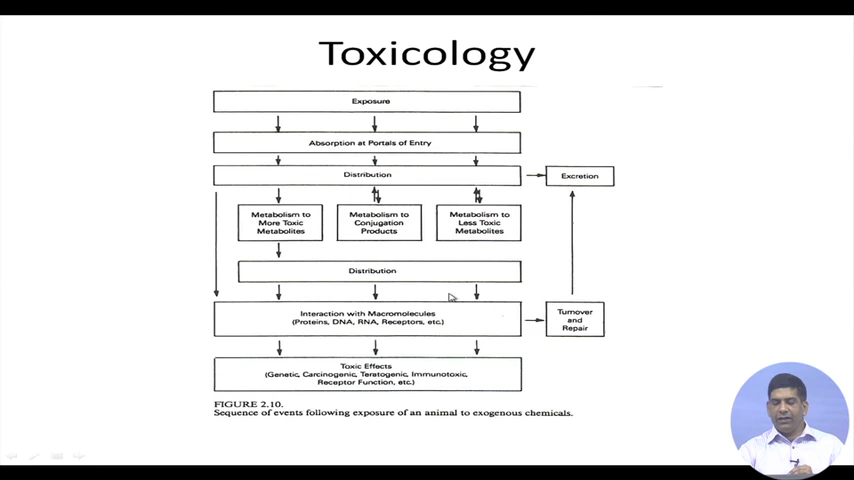 Toxicology
Exposure
Absorption at Portals of Entry
Distribution
Excretion
Metabolism to
More Toxic
Metabolites
Metabolism to
Conjugation
Products
Metabolism to
Less Toxic
Metabolites
Distribution
Interaction with Macromolecules
(Proteins, DNA, RNA, Receptors, etc.)
Turnover
and
Repair
Toxic Effects
(Genetic, Carcinogenic, Teratogenic, Immunotoxic,
Receptor Function, etc.)
FIGURE 2.10.
Sequence of events following exposure of an animal to exogenous chemicals.